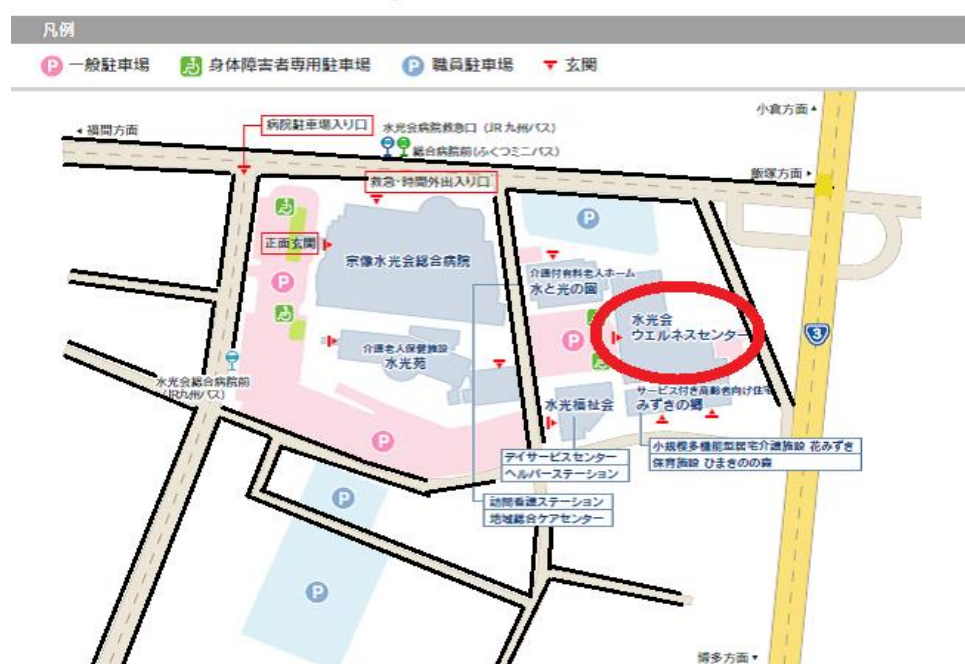 凡例
P 一般駐車場
身体障害者専用駐車場
P 職員駐車場
玄関
小倉方面
福間方面
病院駐車場入り口
水光会病院救急口（JR九州バス）
総合病院前(ふくつミニバス)
飯塚方面
救急・時間外出入り口
P
正面玄関
宗像水光会総合病院
介護付有料老人ホーム
水と光の園
P
水光会
ウエルネスセンター
3
P
介護老人保健施設
水光苑
水光会総合病院前
(JR九州バス)
サービス付き高齢者向け住宅
みずきの郷
水光福祉会
P
小規模多機能型居宅介護施設 花みずき
保育施設 ひまきのの森
デイサービスセンター
ヘルパーステーション
P
訪問看護ステーション
地域総合ケアセンター
P
博多方面